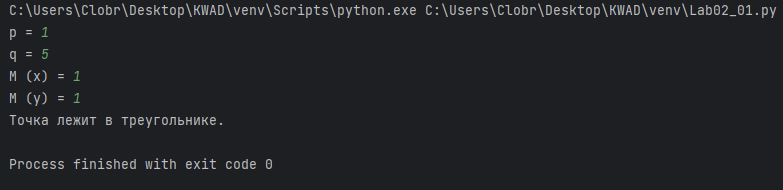 C:\Users\Clobr\Desktop\KWAD\venv\Scripts\python.exe C:\Users\Clobr\Desktop\KWAD\venv\Lab02_01.py
p = 1
q = 5
M (x) = 1
M (y) = 1
Точка лежит в треугольнике.
Process finished with exit code 0